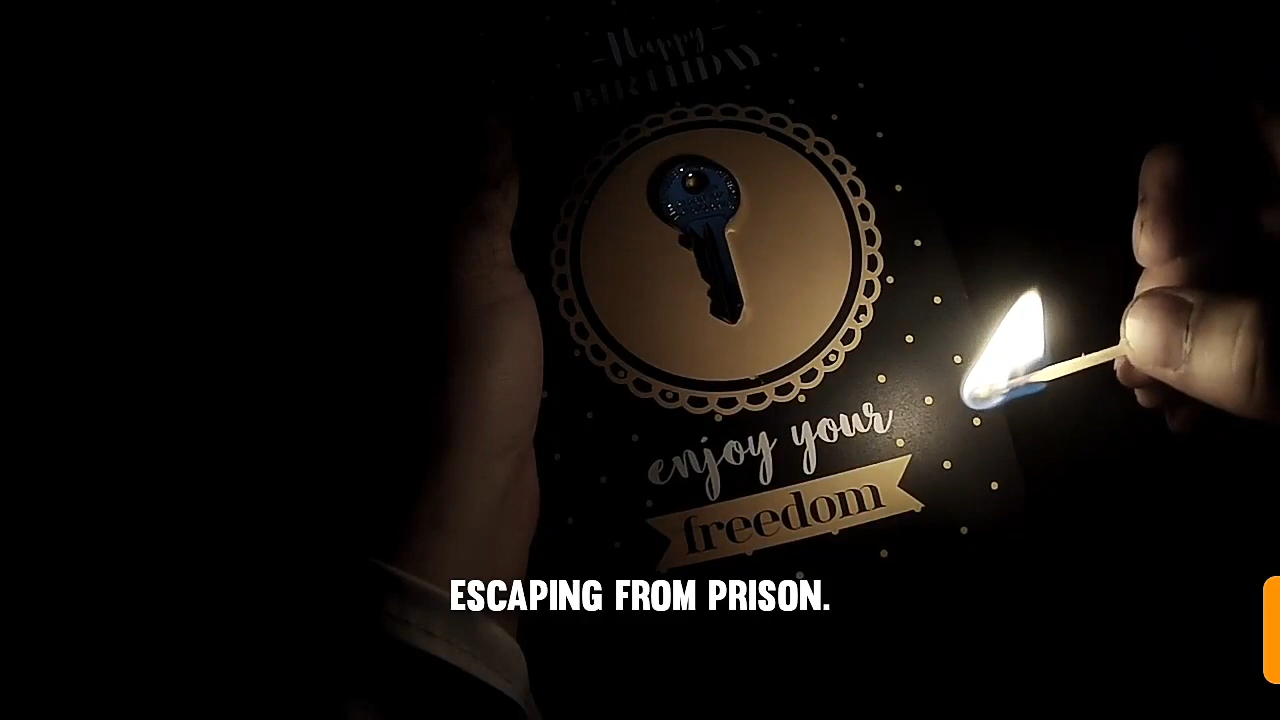 Happy
BIRTHDAY
enjoy your
freedom
ESCAPING FROM PRISON.